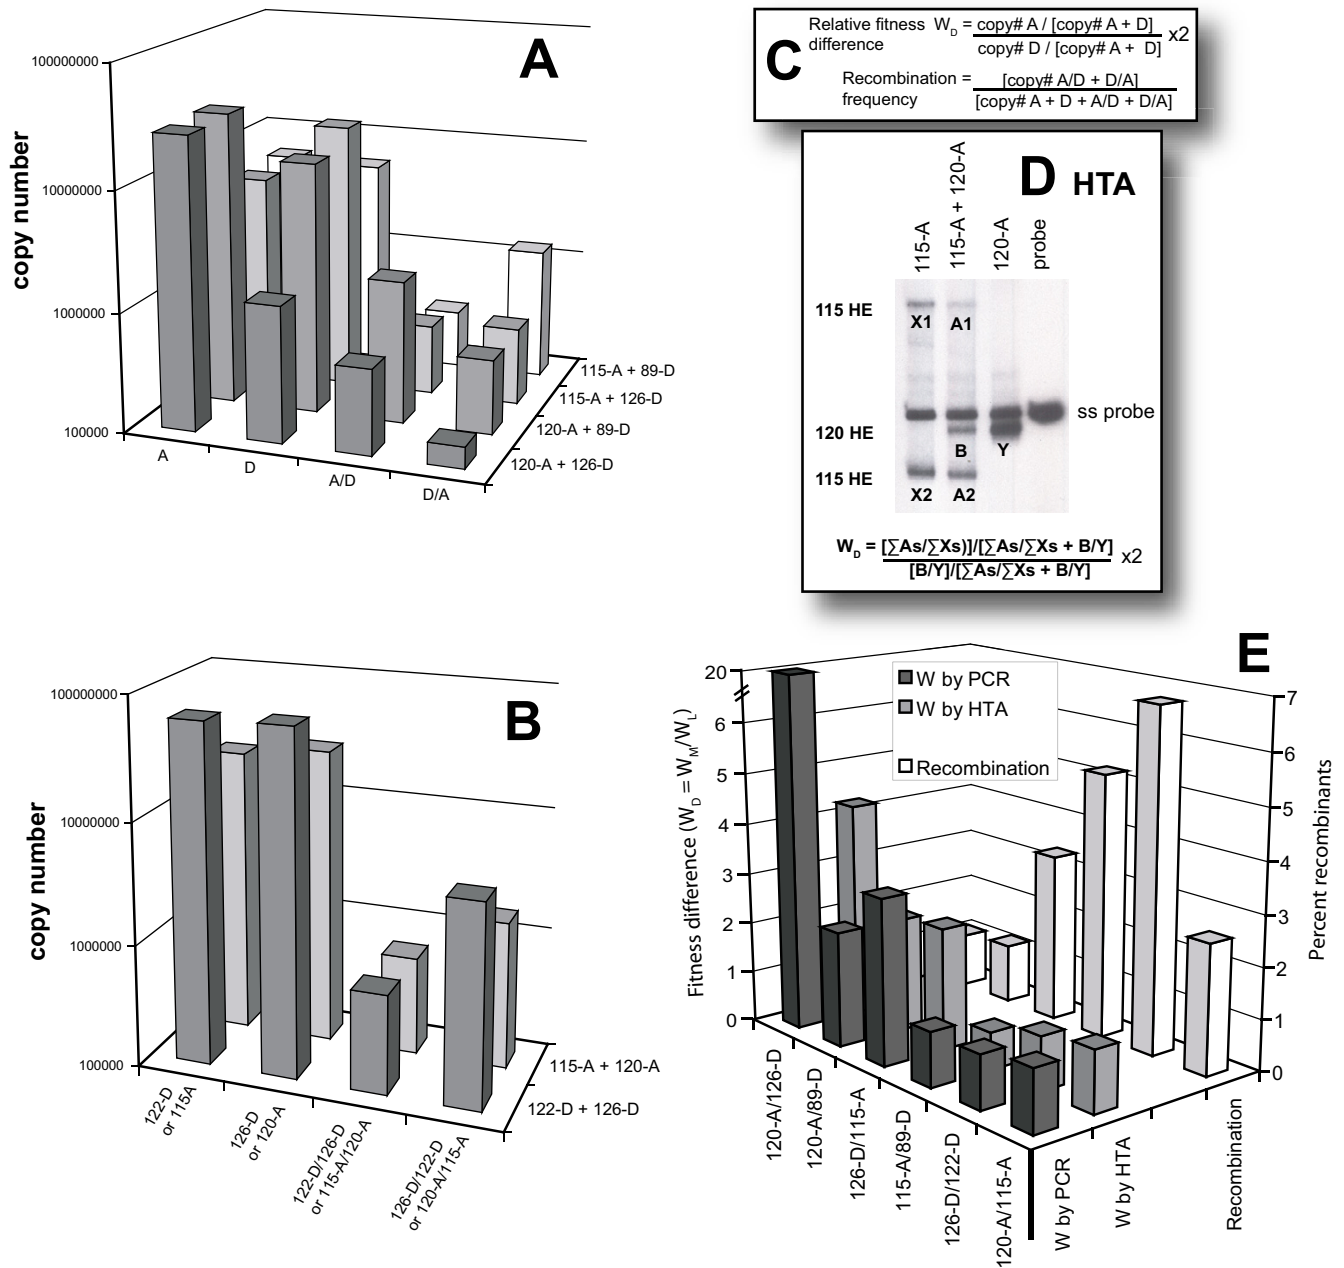 A
copy number
100000000
10000000
1000000
100000
A
D
A/D
D/A
115-A + 89-D
115-A + 126-D
120-A + 89-D
120-A + 126-D
C
Relative fitness difference W_D = copy# A / [copy# A + D] x2
copy# D / [copy# A + D]
Recombination frequency = [copy# A/D + D/A]
[copy# A + D + A/D + D/A]
D HTA
115-A
115-A + 120-A
120-A
probe
115 HE
X1 A1
ss probe
120 HE
B Y
115 HE
X2 A2
W_D = [∑As/∑Xs)]/[∑As/∑Xs + B/Y] x2
[B/Y]/[∑As/∑Xs + B/Y]
B
copy number
100000000
10000000
1000000
100000
122-D
or 115A
126-D
or 120-A
122-D/126-D
or 115-A/120-A
126-D/122-D
or 120-A/115-A
115-A + 120-A
122-D + 126-D
E
W by PCR
W by HTA
Recombination
Fitness difference (W_D = W_M/W_L)
20
6
5
4
3
2
1
0
Percent recombinants
7
6
5
4
3
2
1
0
120-A/126-D
120-A/89-D
126-D/115-A
115-A/89-D
126-D/122-D
120-A/115-A
W by PCR
W by HTA
Recombination